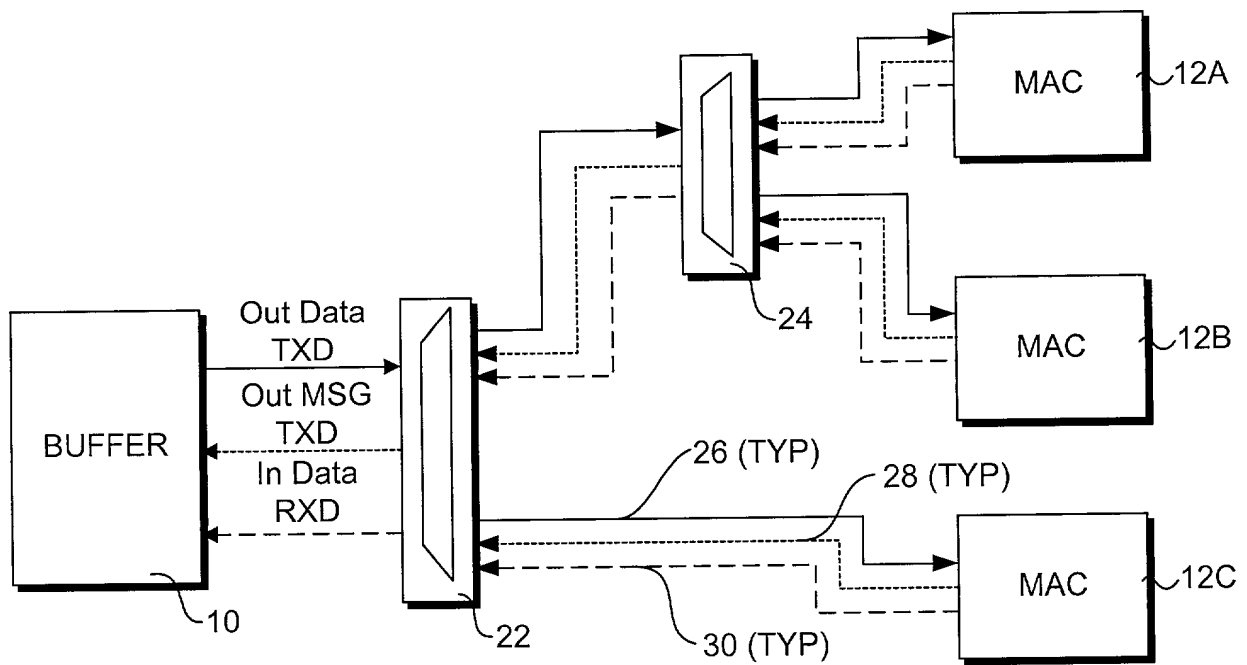 MAC
12A
24
MAC
12B
Out Data
TXD
Out MSG
TXD
In Data
RXD
BUFFER
10
22
26 (TYP)
28 (TYP)
30 (TYP)
MAC
12C